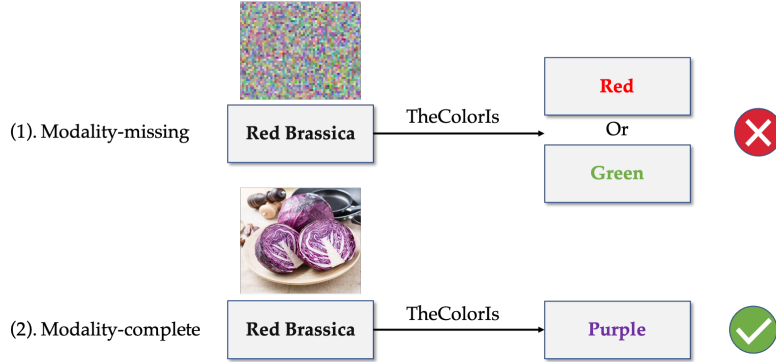 Red
(1). Modality-missing
Red Brassica
TheColorIs
Or
Green
(2). Modality-complete
Red Brassica
TheColorIs
Purple